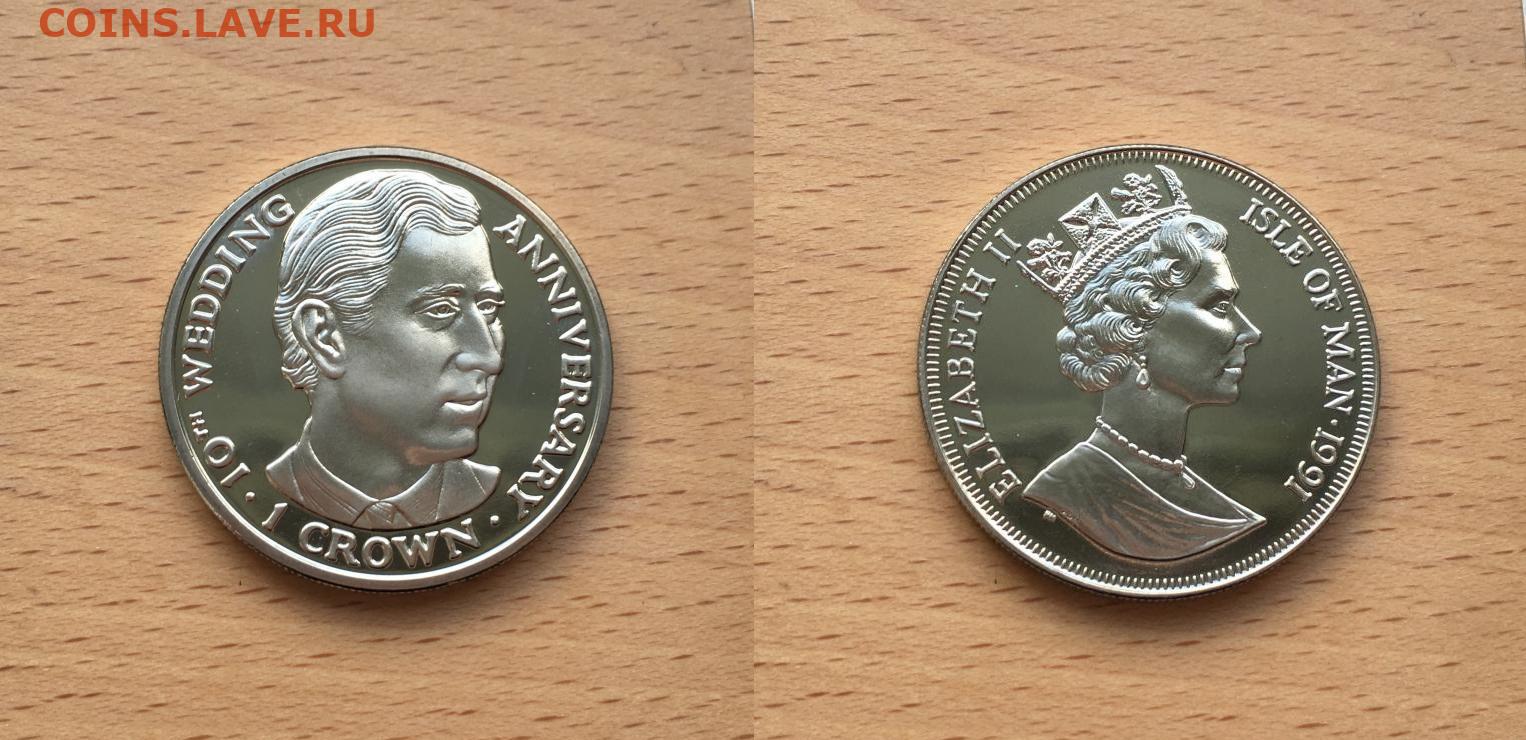 COINS.LAVE.RU
10TH WEDDING ANNIVERSARY · 1 CROWN ·
ELIZABETH II ISLE OF MAN · 1991